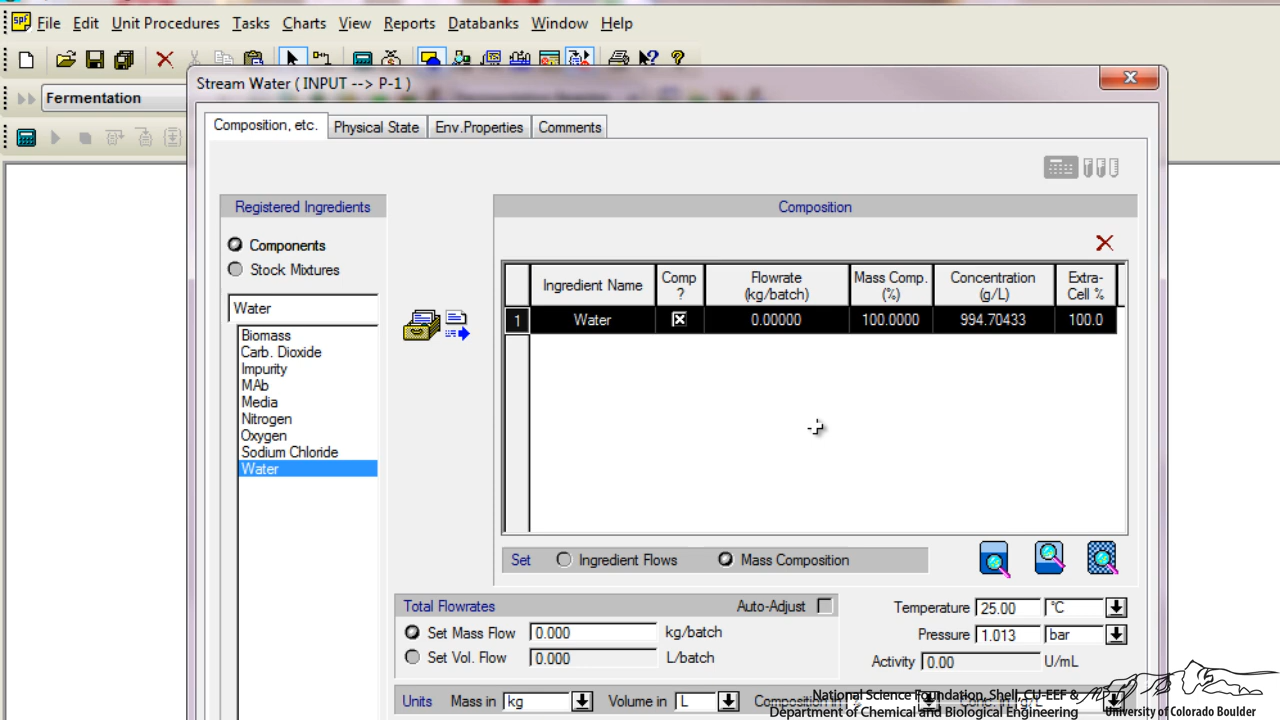 spf File Edit Unit Procedures Tasks Charts View Reports Databanks Window Help
Fermentation
Stream Water ( INPUT --> P-1 )
Composition, etc. Physical State Env.Properties Comments
Registered Ingredients
Components
Stock Mixtures
Water
Biomass
Carb. Dioxide
Impurity
MAb
Media
Nitrogen
Oxygen
Sodium Chloride
Water
Composition
Ingredient Name Comp ? Flowrate (kg/batch) Mass Comp. (%) Concentration (g/L) Extra-Cell %
1 Water 0.00000 100.0000 994.70433 100.0
Set Ingredient Flows Mass Composition
Total Flowrates Auto-Adjust
Set Mass Flow 0.000 kg/batch
Set Vol. Flow 0.000 L/batch
Temperature 25.00 °C
Pressure 1.013 bar
Activity 0.00 U/mL
Units Mass in kg Volume in L Composition in
National Science Foundation, Shell, CU-EEF &
Department of Chemical and Biological Engineering
University of Colorado Boulder